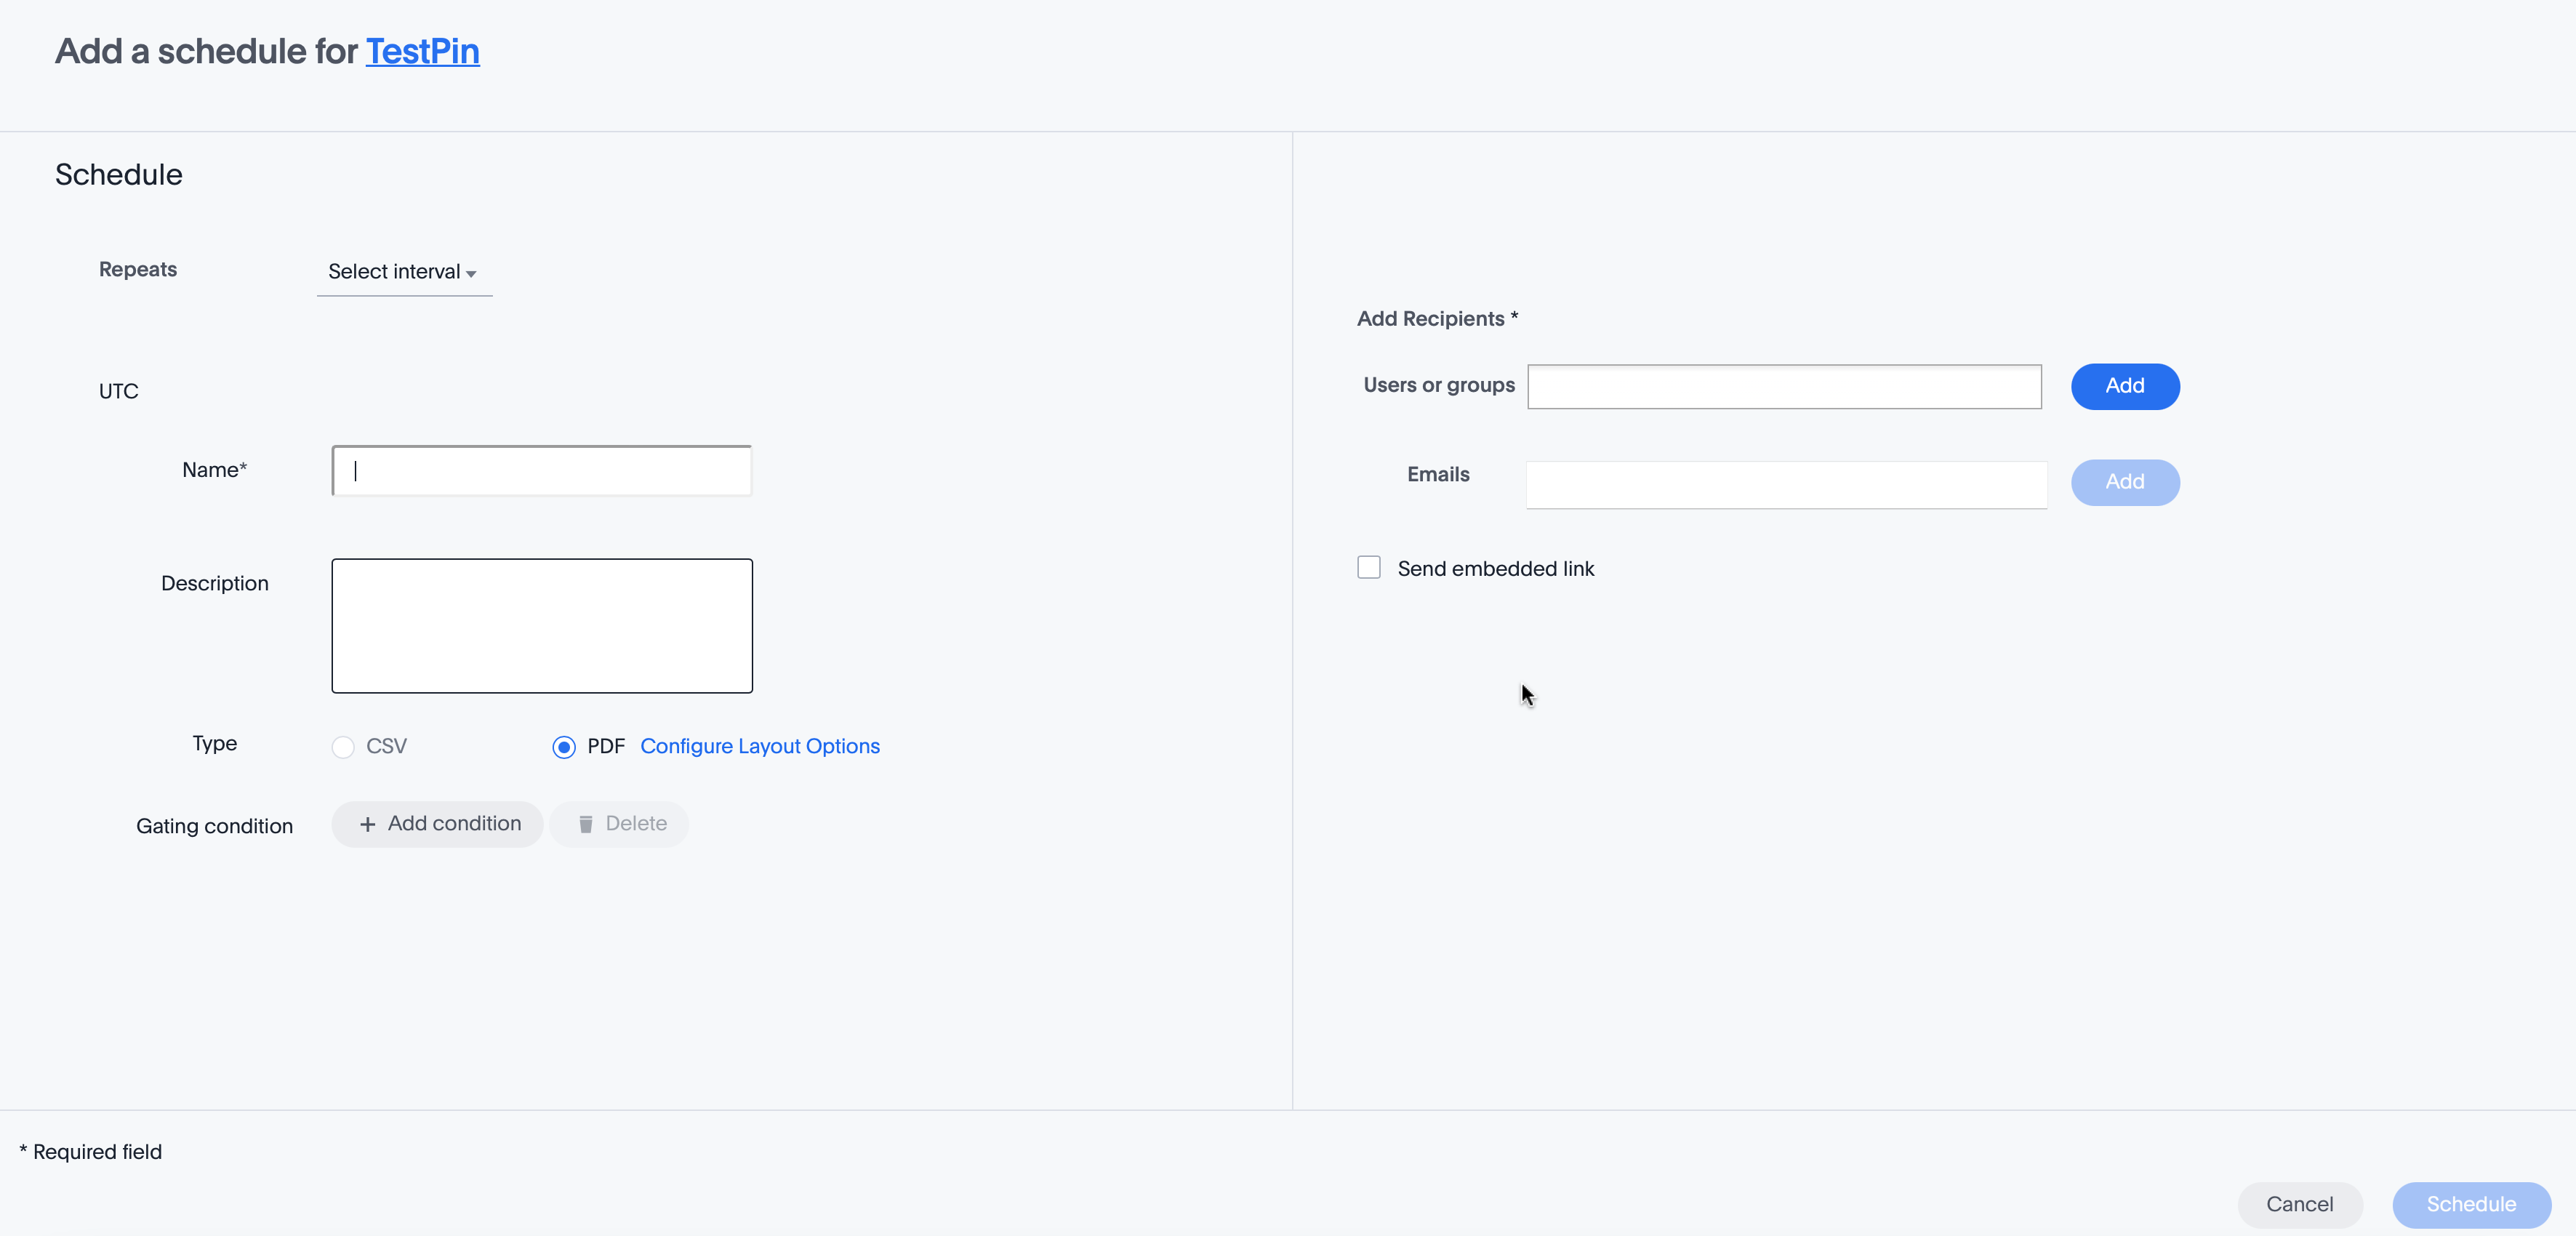 Add a schedule for TestPin
Schedule
Repeats
Select interval
UTC
Name*
Description
Type
CSV
PDF Configure Layout Options
Gating condition
+ Add condition
Delete
Add Recipients *
Users or groups
Add
Emails
Add
Send embedded link
* Required field
Cancel
Schedule